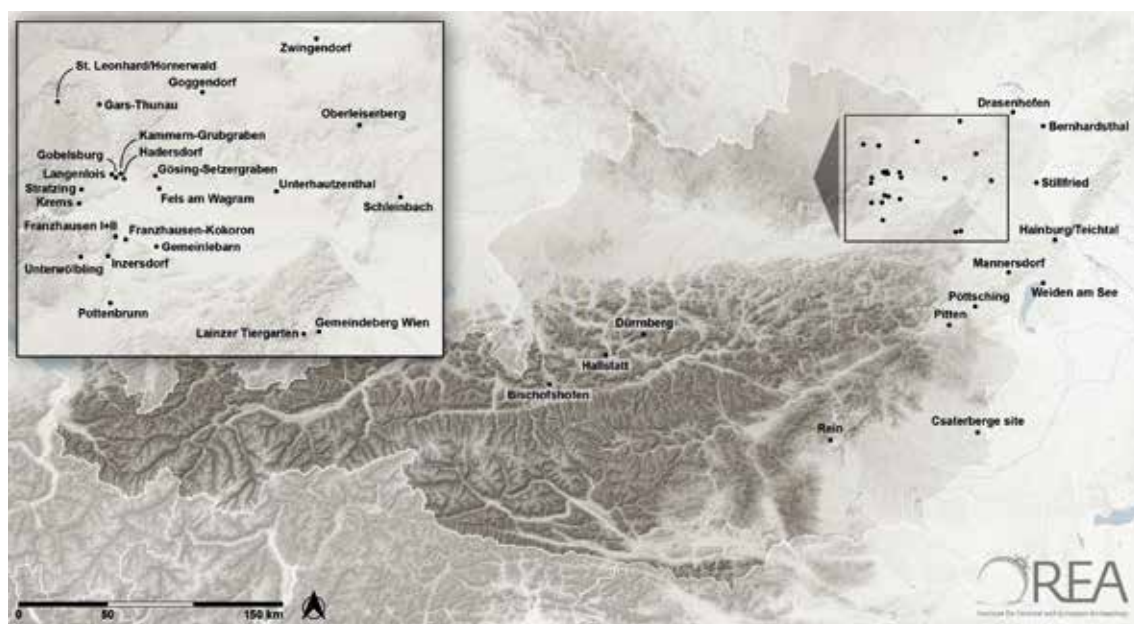 Zwingendorf
St. Leonhard/Hornerwald
Goggendorf
Gars-Thunau
Oberleiserberg
Kammern-Grubgraben
Hadersdorf
Gobelsburg
Langenlois
Gösing-Setzergraben
Stratzing
Krems
Fels am Wagram
Unterhautzenthal
Schleinbach
Franzhausen I+II
Franzhausen-Kokoron
Gemeinlebarn
Unterwölbling
Inzersdorf
Pottenbrunn
Lainzer Tiergarten
Gemeindeberg Wien
Drasenhofen
Bernhardsthal
Stillfried
Hainburg/Teichtal
Mannersdorf
Weiden am See
Pöttsching
Pitten
Dürrnberg
Hallstatt
Bischofshofen
Rein
Csaterberge site
0 50 150 km
OREA